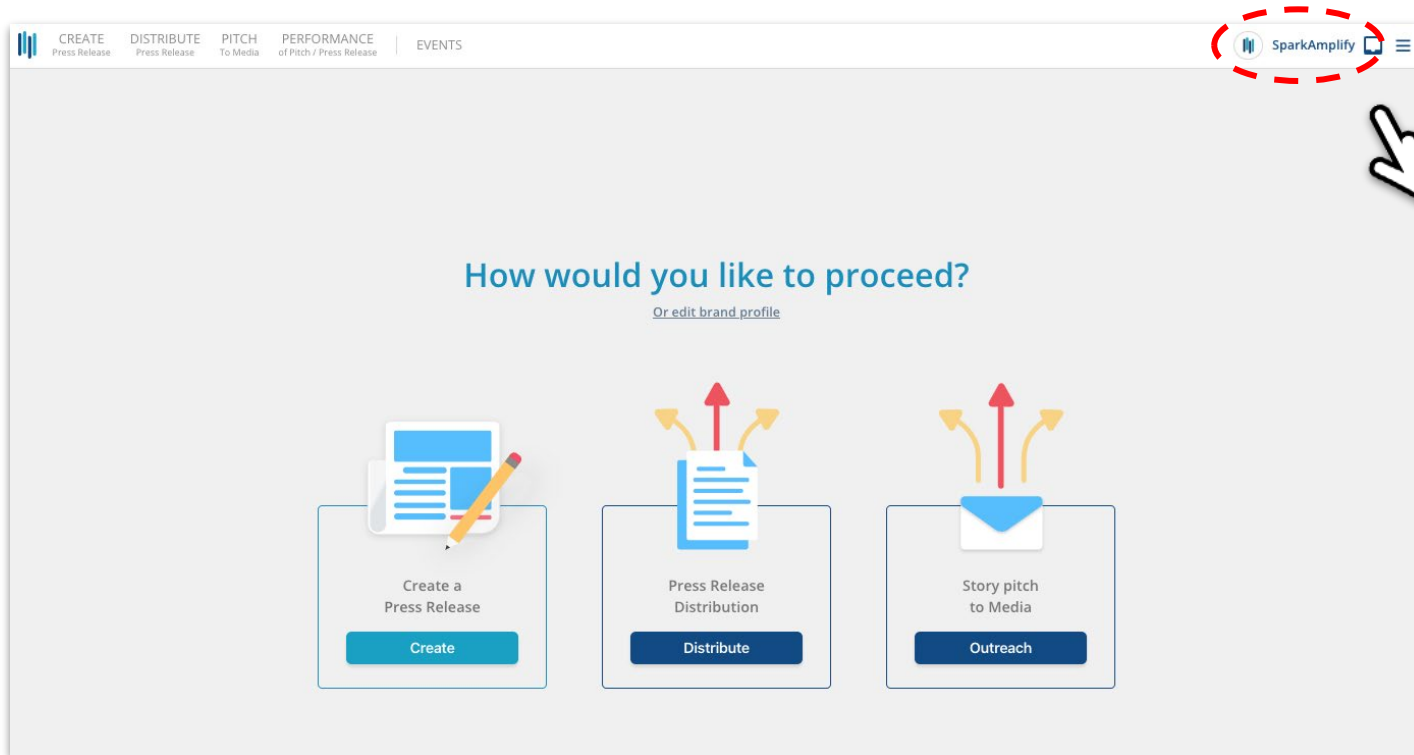 CREATE DISTRIBUTE PITCH PERFORMANCE EVENTS SparkAmplify
Press Release Press Release To Media of Pitch / Press Release
How would you like to proceed?
Or edit brand profile
Create a
Press Release
Create
Press Release
Distribution
Distribute
Story pitch
to Media
Outreach